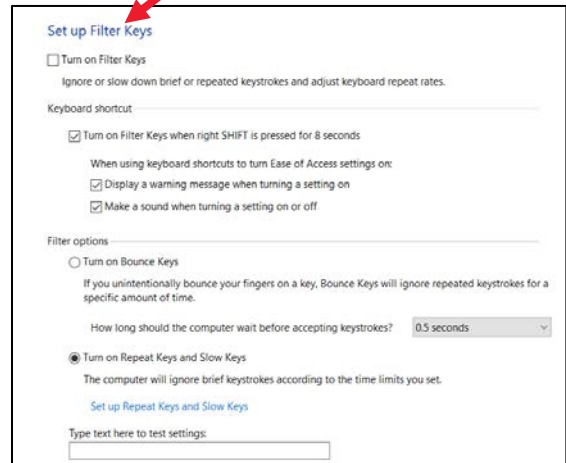 Set up Filter Keys
Turn on Filter Keys
Ignore or slow down brief or repeated keystrokes and adjust keyboard repeat rates.
Keyboard shortcut
Turn on Filter Keys when right SHIFT is pressed for 8 seconds
When using keyboard shortcuts to turn Ease of Access settings on:
Display a warning message when turning a setting on
Make a sound when turning a setting on or off
Filter options
Turn on Bounce Keys
If you unintentionally bounce your fingers on a key, Bounce Keys will ignore repeated keystrokes for a
specific amount of time.
How long should the computer wait before accepting keystrokes? 0.5 seconds
Turn on Repeat Keys and Slow Keys
The computer will ignore brief keystrokes according to the time limits you set.
Set up Repeat Keys and Slow Keys
Type text here to test settings: